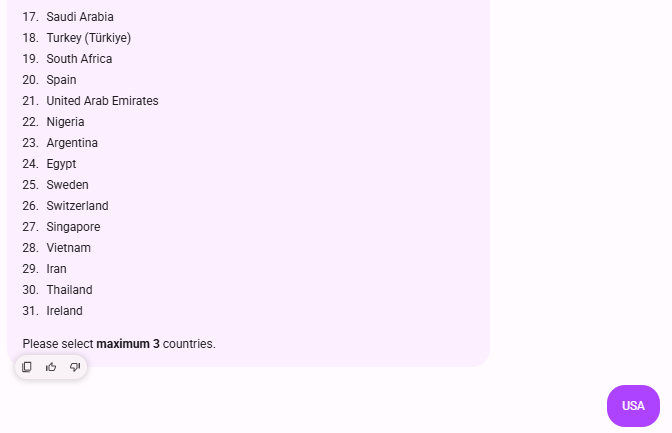 17. Saudi Arabia
18. Turkey (Türkiye)
19. South Africa
20. Spain
21. United Arab Emirates
22. Nigeria
23. Argentina
24. Egypt
25. Sweden
26. Switzerland
27. Singapore
28. Vietnam
29. Iran
30. Thailand
31. Ireland
Please select maximum 3 countries.
USA